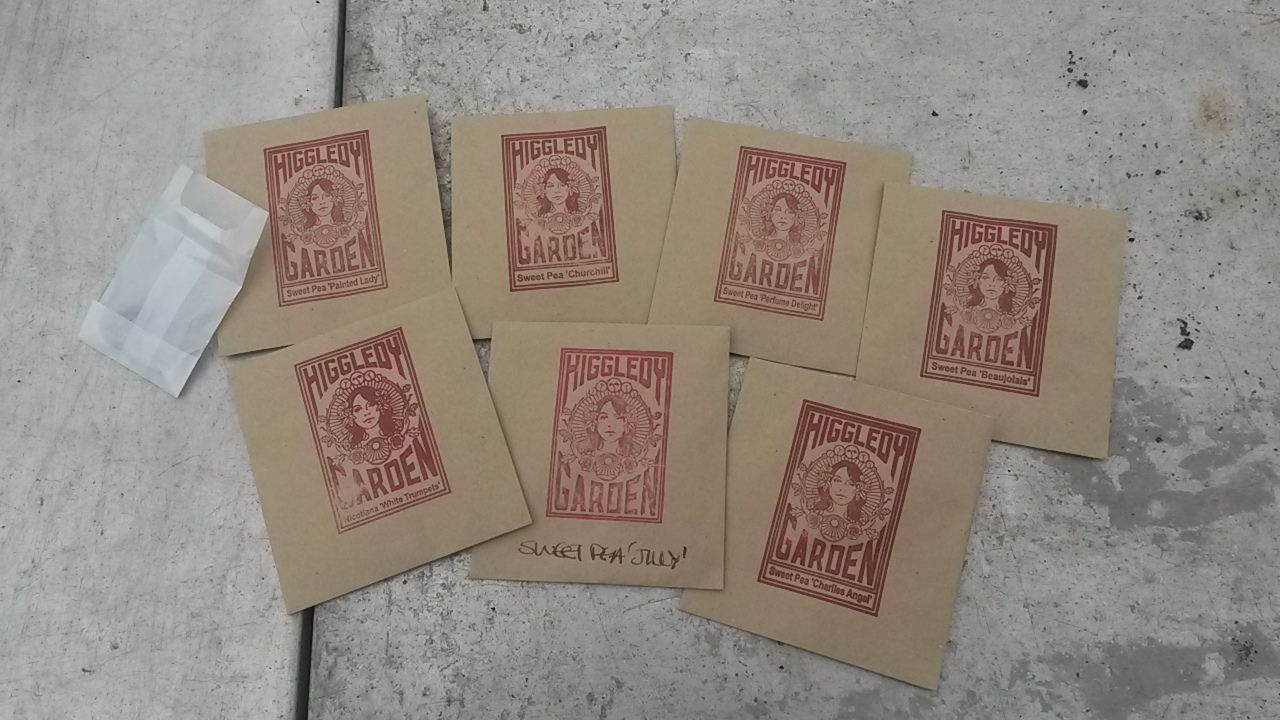 HIGGLEDY
GARDEN
Sweet Pea 'Painted Lady'
HIGGLEDY
GARDEN
Sweet Pea 'Churchill'
HIGGLEDY
GARDEN
Sweet Pea 'Perfume Delight'
HIGGLEDY
GARDEN
Sweet Pea 'Beaujolais'
HIGGLEDY
GARDEN
Nicotiana 'White Trumpets'
HIGGLEDY
GARDEN
SWEET PEA 'JILLY'
HIGGLEDY
GARDEN
Sweet Pea 'Charlies Angel'